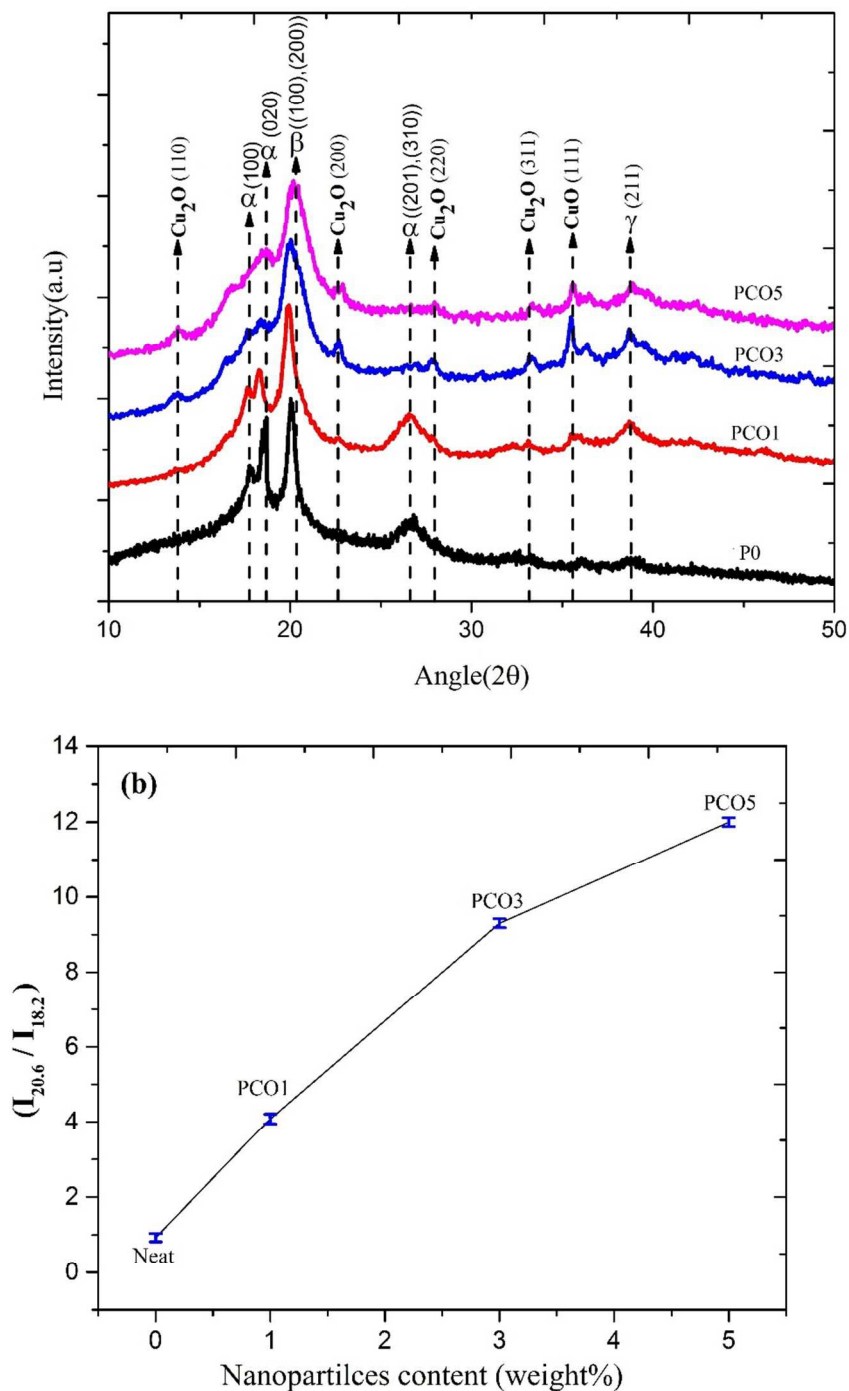 Cu2O (110)
α (100)
α (020)
β ((100),(200))
Cu2O (200)
α ((201),(310))
Cu2O (220)
Cu2O (311)
CuO (111)
γ (211)
Intensity(a.u)
PCO5
PCO3
PCO1
P0
10 20 30 40 50
Angle(2θ)
(b)
14
12
10
8
6
4
2
0
(I20.6 / I18.2)
PCO5
PCO3
PCO1
Neat
0 1 2 3 4 5
Nanopartilces content (weight%)